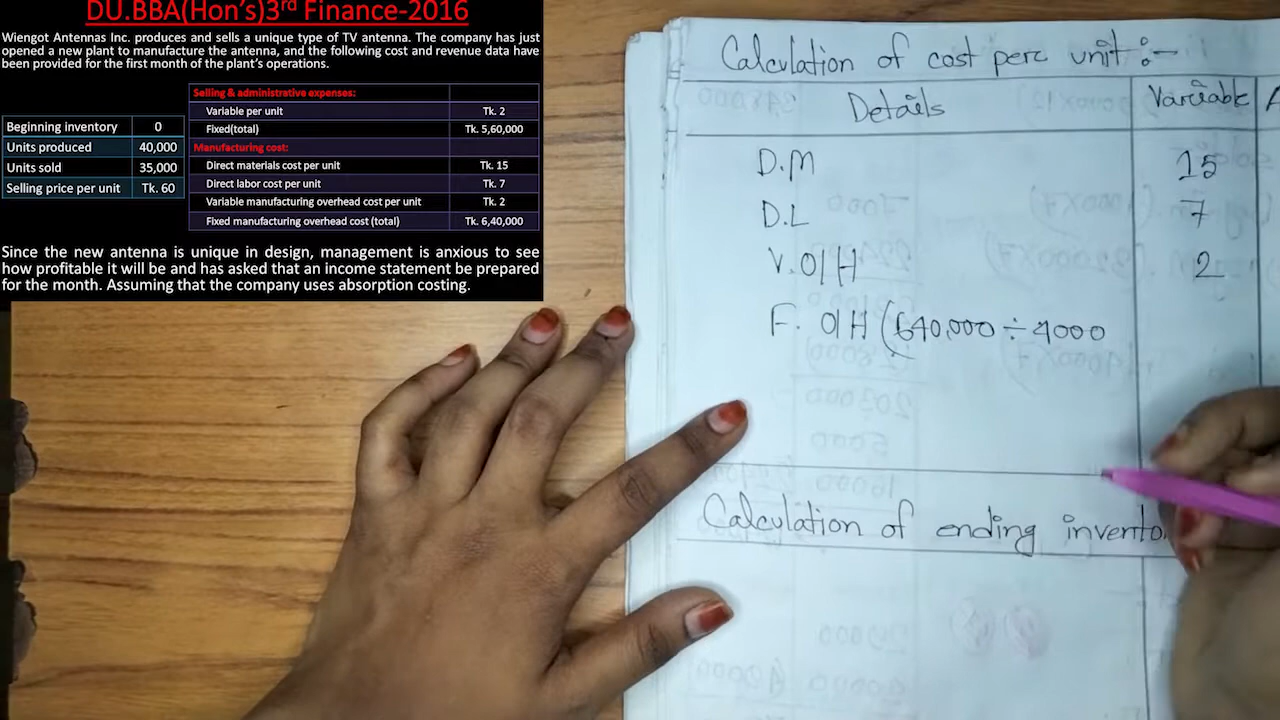 DU.BBA(Hon’s)3rd Finance-2016
Wiengot Antennas Inc. produces and sells a unique type of TV antenna. The company has just
opened a new plant to manufacture the antenna, and the following cost and revenue data have
been provided for the first month of the plant’s operations.
Beginning inventory 0
Units produced 40,000
Units sold 35,000
Selling price per unit Tk. 60
Selling & administrative expenses:
Variable per unit Tk. 2
Fixed(total) Tk. 5,60,000
Manufacturing cost:
Direct materials cost per unit Tk. 15
Direct labor cost per unit Tk. 7
Variable manufacturing overhead cost per unit Tk. 2
Fixed manufacturing overhead cost (total) Tk. 6,40,000
Since the new antenna is unique in design, management is anxious to see
how profitable it will be and has asked that an income statement be prepared
for the month. Assuming that the company uses absorption costing.
Calculation of cost perc unit :-
Details Variable
D.M 15
D.L 7
V.O/H 2
F. O/H (640,000 ÷ 4000
Calculation of ending invento